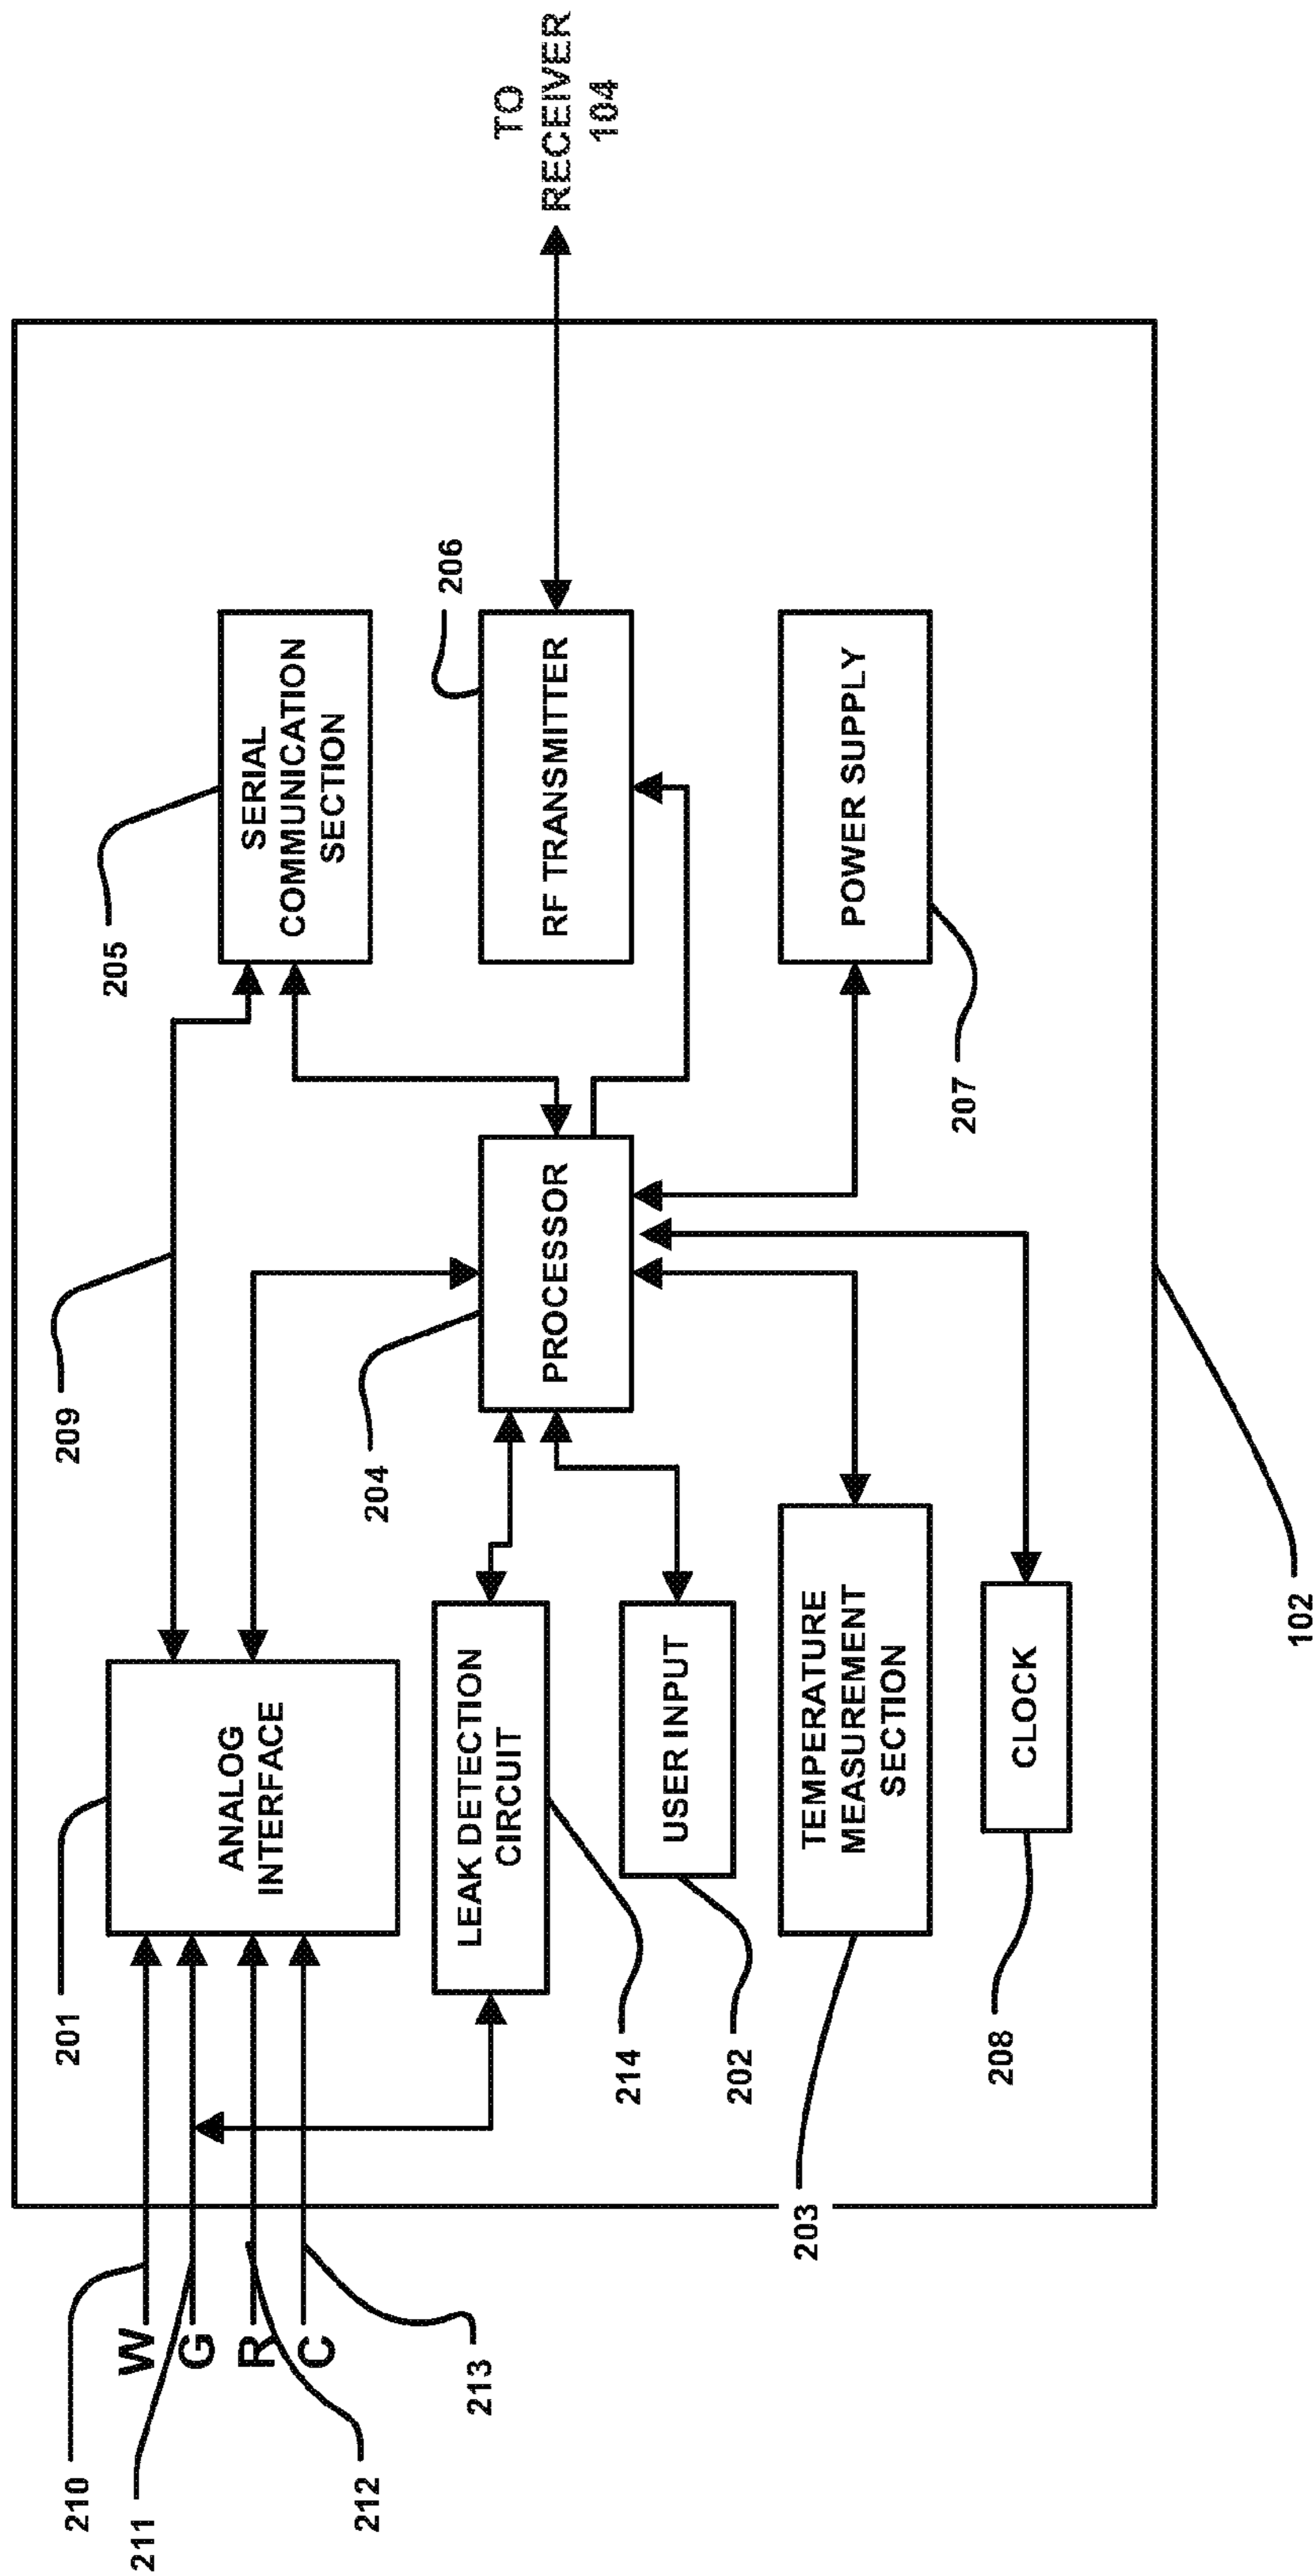 210
W
211
G
212
R
213
C
201
ANALOG
INTERFACE
209
205
SERIAL
COMMUNICATION
SECTION
214
LEAK DETECTION
CIRCUIT
204
PROCESSOR
206
RF TRANSMITTER
TO
RECEIVER
104
202
USER INPUT
203
TEMPERATURE
MEASUREMENT
SECTION
207
POWER SUPPLY
208
CLOCK
102